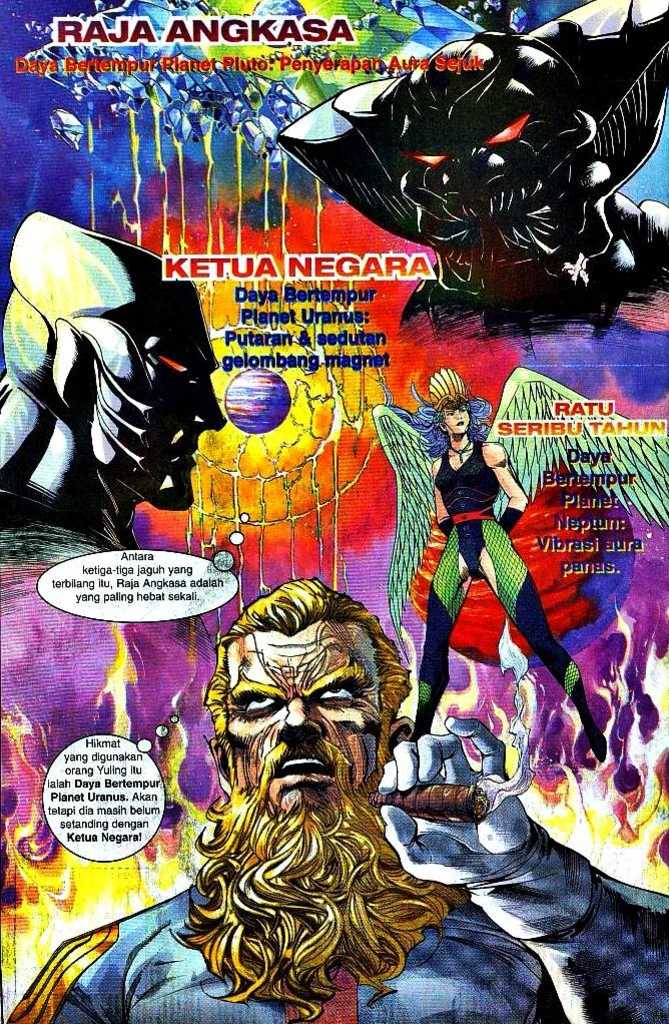 RAJA ANGKASA
Daya Bertempur Planet Pluto: Penyerapan Aura Sejuk
KETUA NEGARA
Daya Bertempur
Planet Uranus:
Putaran & sedutan
gelombang magnet
RATU
SERIBU TAHUN
Daya
Bertempur
Planet
Neptun:
Vibrasi aura
panas.
Antara
ketiga-tiga jaguh yang
terbilang itu, Raja Angkasa adalah
yang paling hebat sekali.
Hikmat
yang digunakan
orang Yuling itu
ialah Daya Bertempur
Planet Uranus. Akan
tetapi dia masih belum
setanding dengan
Ketua Negara!